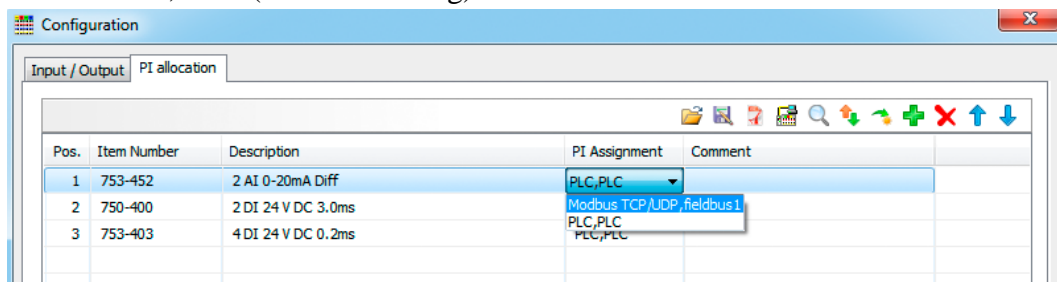 Configuration
Input / Output PI allocation
Pos. Item Number Description PI Assignment Comment
1 753-452 2 AI 0-20mA Diff PLC,PLC
Modbus TCP/UDP,fieldbus1
2 750-400 2 DI 24 V DC 3.0ms
PLC,PLC
3 753-403 4 DI 24 V DC 0.2ms PLC,PLC